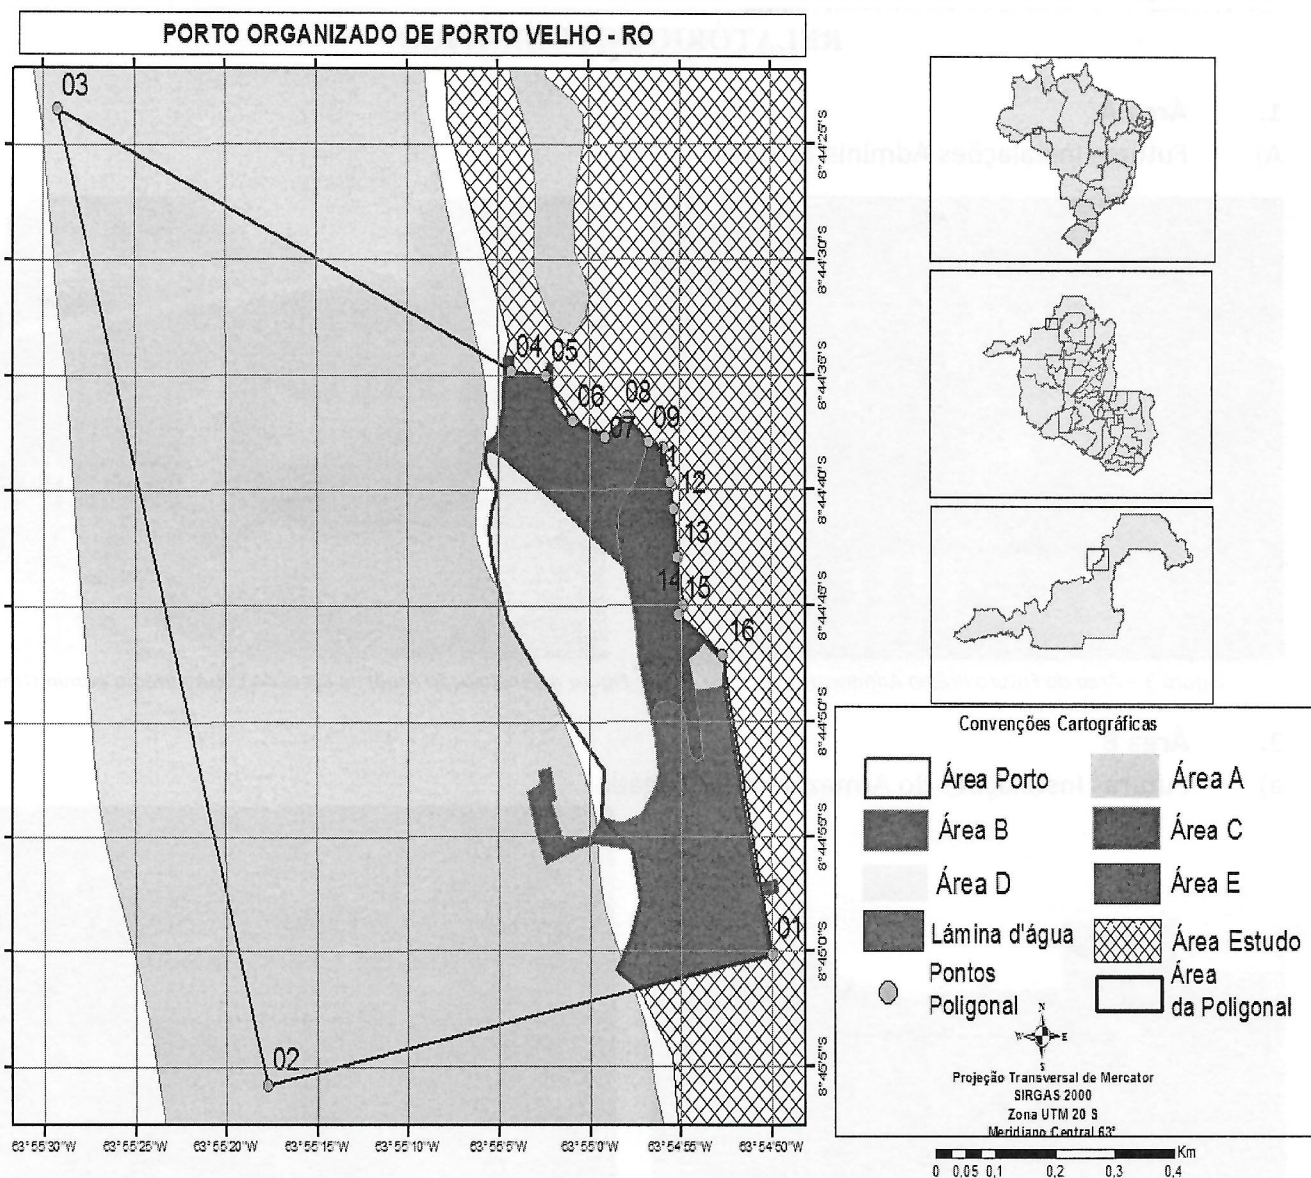 PORTO ORGANIZADO DE PORTO VELHO - RO
03
04
05
06
07
08
09
11
12
13
14
15
16
01
02
8°44'25"S
8°44'30"S
8°44'35"S
8°44'40"S
8°44'45"S
8°44'50"S
8°44'55"S
8°45'0"S
8°45'5"S
63°55'30"W
63°55'25"W
63°55'20"W
63°55'15"W
63°55'10"W
63°55'5"W
63°55'0"W
63°54'55"W
63°54'50"W
Convenções Cartográficas
Área Porto
Área A
Área B
Área C
Área D
Área E
Lámina d'água
Área Estudo
Pontos
Poligonal
Área
da Poligonal
N
W
E
S
Projeção Transversal de Mercator
SIRGAS 2000
Zona UTM 20 S
Meridiano Central 63°
Km
0 0,05 0,1 0,2 0,3 0,4